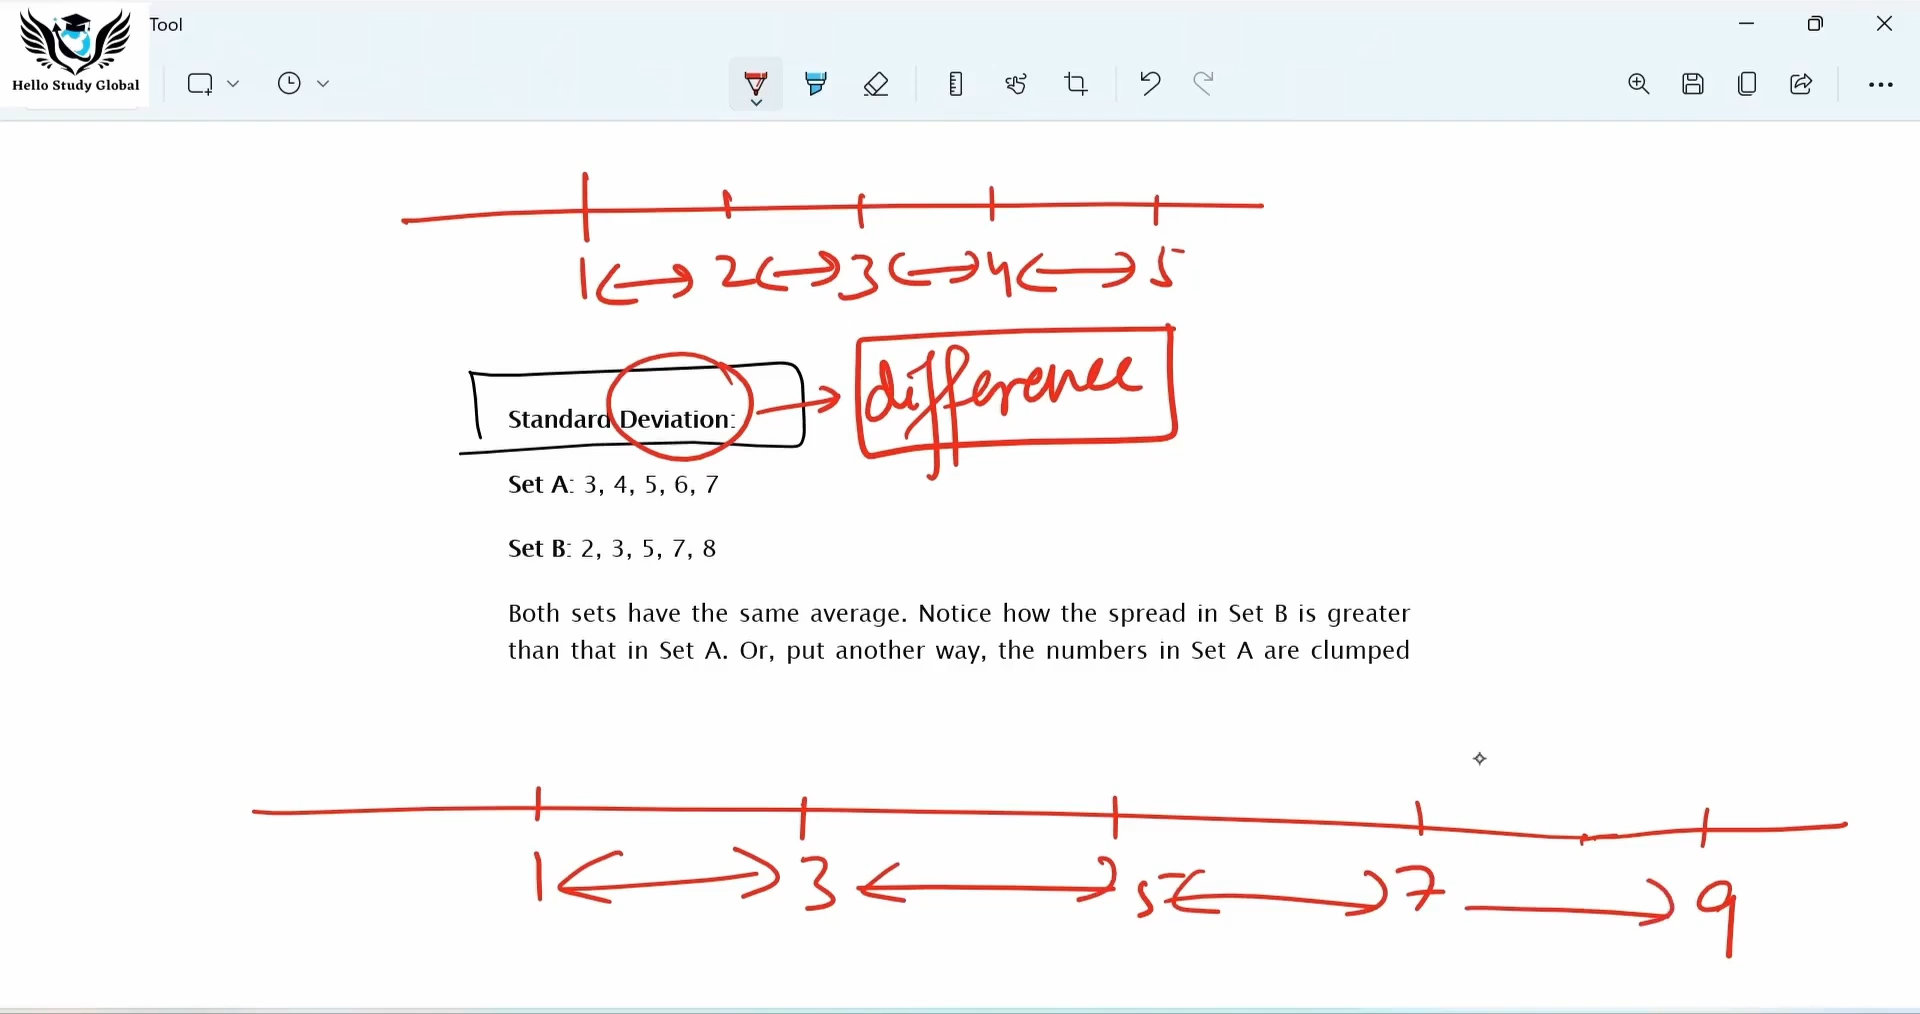 Tool
Hello Study Global
1 2 3 4 5
difference
Standard Deviation:
Set A: 3, 4, 5, 6, 7
Set B: 2, 3, 5, 7, 8
Both sets have the same average. Notice how the spread in Set B is greater
than that in Set A. Or, put another way, the numbers in Set A are clumped
1 3 5 7 9